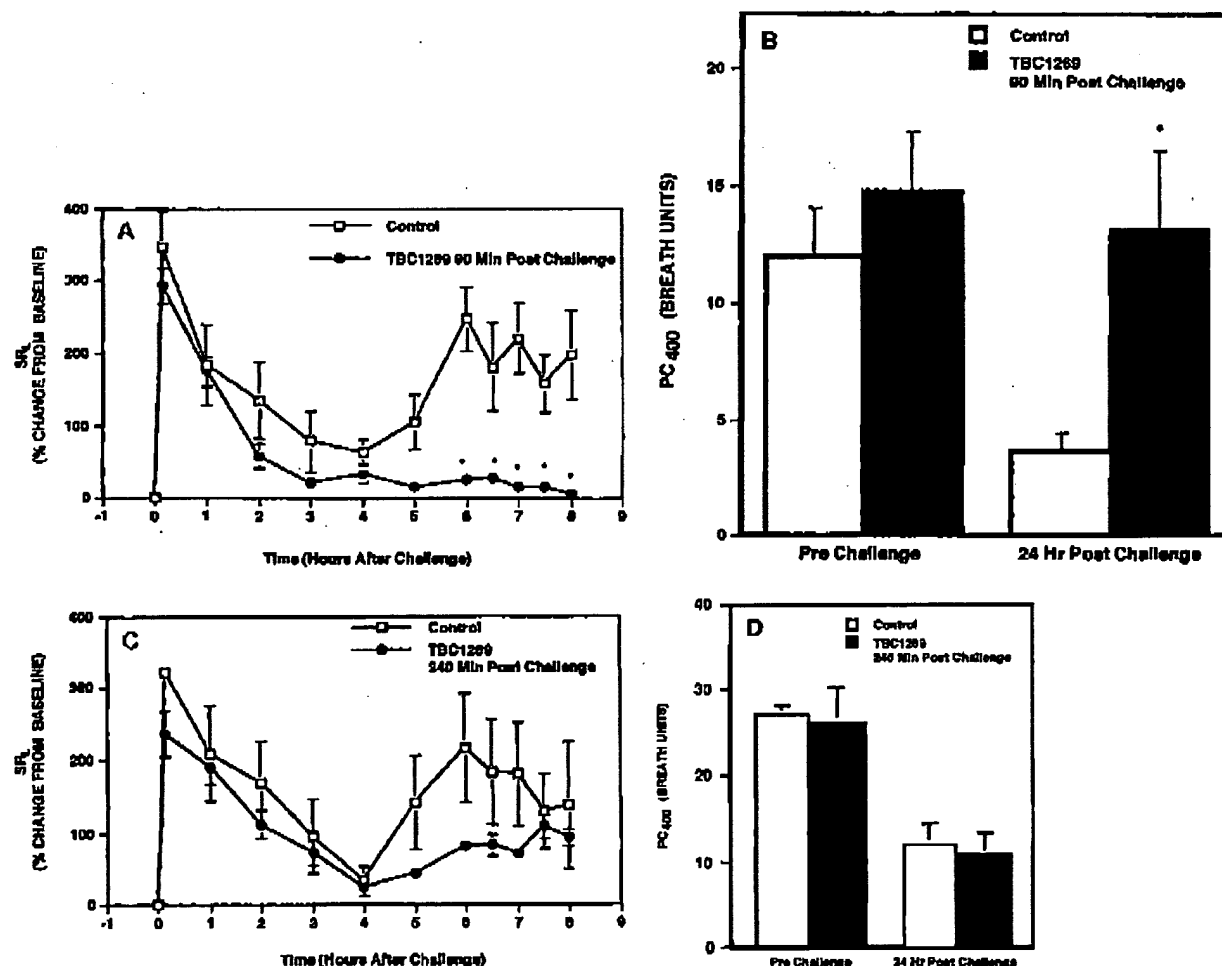 A
Control
TBC1269 90 Min Post Challenge
400
300
200
100
0
SRL
(% CHANGE FROM BASELINE)
-1 0 1 2 3 4 5 6 7 8 9
Time (Hours After Challenge)
B
Control
TBC1269
90 Min Post Challenge
20
15
10
5
0
PC400 (BREATH UNITS)
Pre Challenge
24 Hr Post Challenge
C
Control
TBC1269
240 Min Post Challenge
200
100
0
SRL
(% CHANGE FROM BASELINE)
-1 0 1 2 3 4 5 6 7 8 9
Time (Hours After Challenge)
D
Control
TBC1269
240 Min Post Challenge
40
30
20
10
0
PC400 (BREATH UNITS)
Pre Challenge
24 Hr Post Challenge